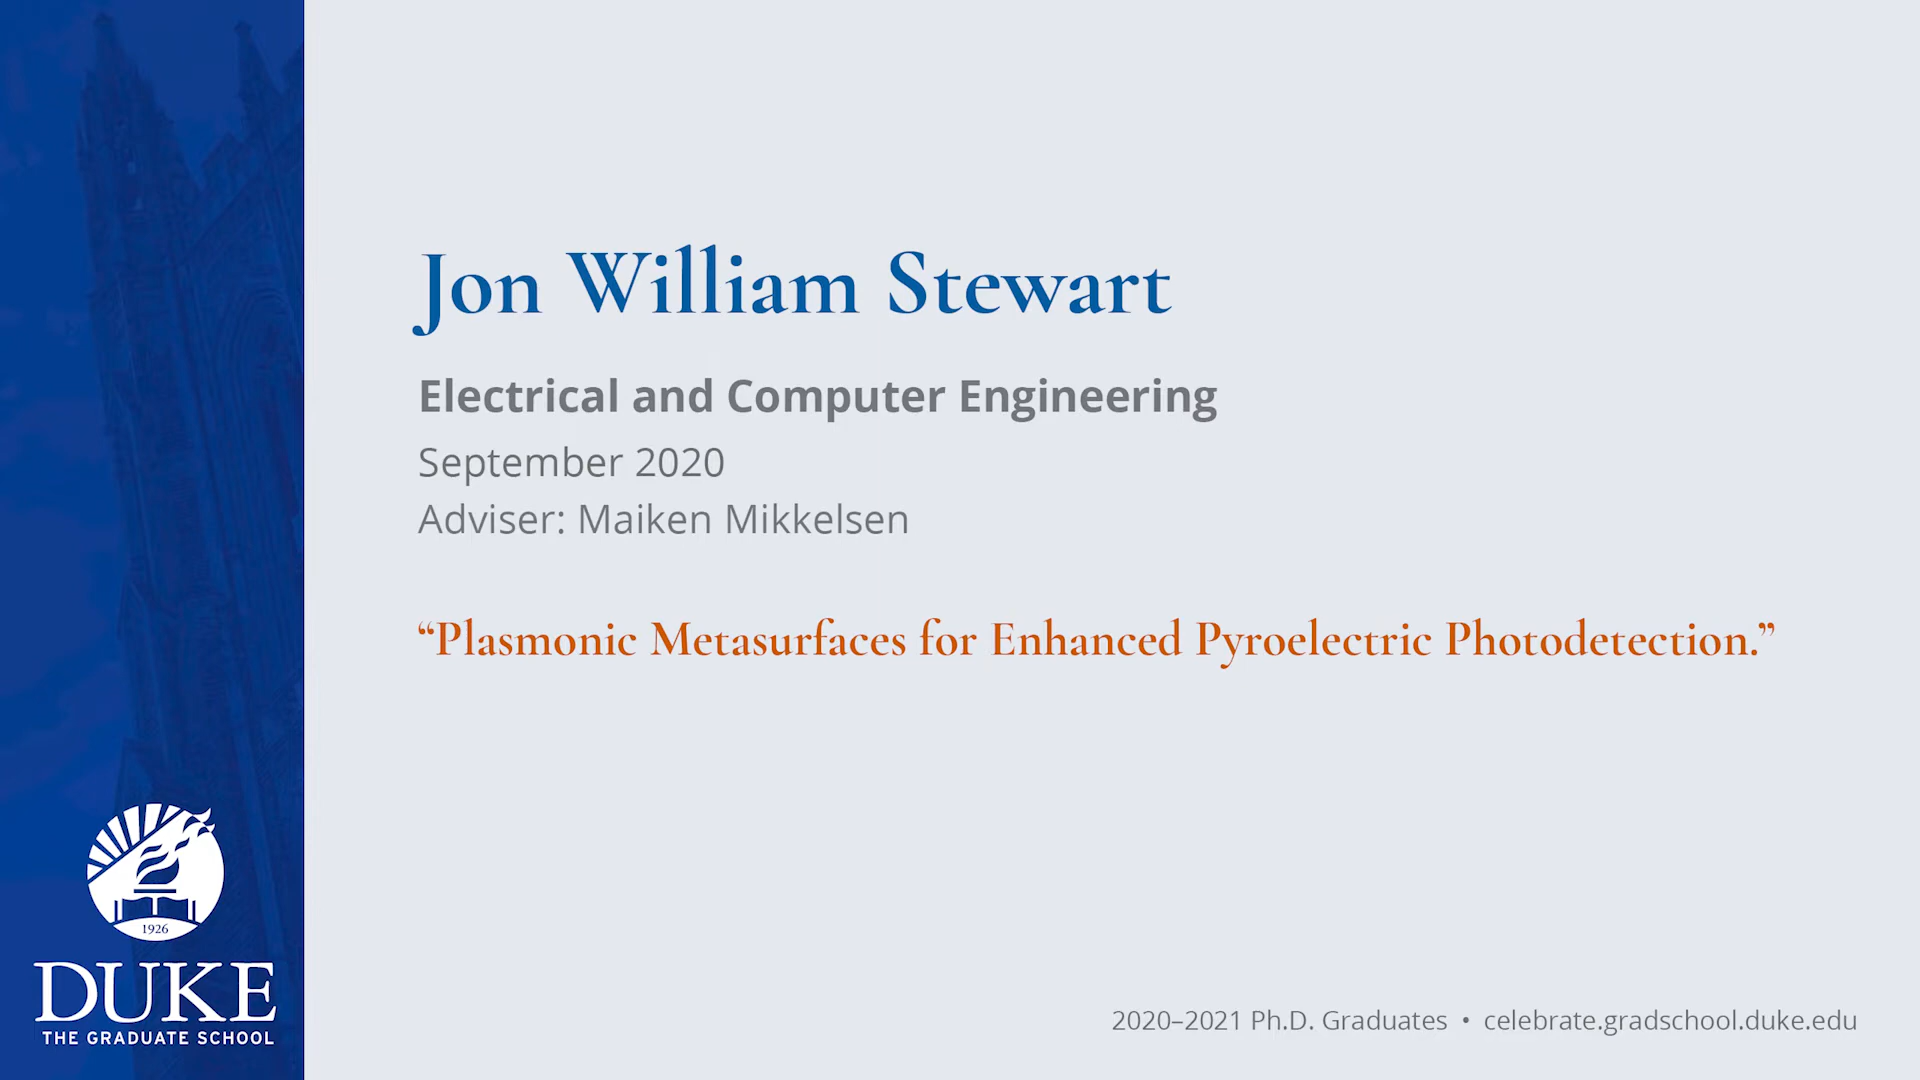 Jon William Stewart
Electrical and Computer Engineering
September 2020
Adviser: Maiken Mikkelsen
“Plasmonic Metasurfaces for Enhanced Pyroelectric Photodetection.”
1926
DUKE
THE GRADUATE SCHOOL
2020–2021 Ph.D. Graduates • celebrate.gradschool.duke.edu